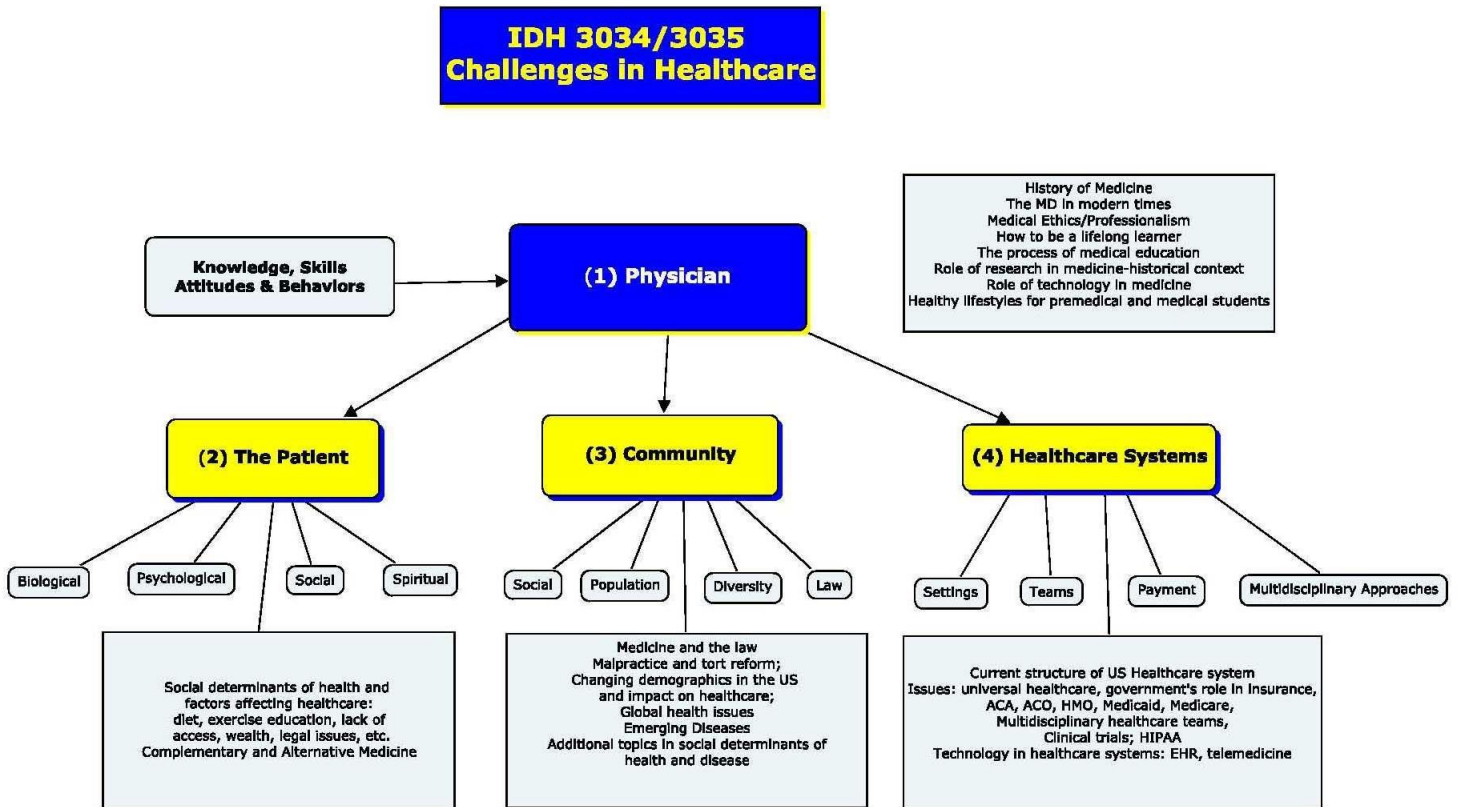 IDH 3034/3035
Challenges in Healthcare
History of Medicine
The MD in modern times
Medical Ethics/Professionalism
How to be a lifelong learner
The process of medical education
Role of research in medicine-historical context
Role of technology in medicine
Healthy lifestyles for premedical and medical students
Knowledge, Skills
Attitudes & Behaviors
(1) Physician
(2) The Patient
(3) Community
(4) Healthcare Systems
Biological
Psychological
Social
Spiritual
Social
Population
Diversity
Law
Settings
Teams
Payment
Multidisciplinary Approaches
Social determinants of health and
factors affecting healthcare:
diet, exercise education, lack of
access, wealth, legal issues, etc.
Complementary and Alternative Medicine
Medicine and the law
Malpractice and tort reform;
Changing demographics in the US
and impact on healthcare;
Global health issues
Emerging Diseases
Additional topics in social determinants of
health and disease
Current structure of US Healthcare system
Issues: universal healthcare, government's role in insurance,
ACA, ACO, HMO, Medicaid, Medicare,
Multidisciplinary healthcare teams,
Clinical trials; HIPAA
Technology in healthcare systems: EHR, telemedicine